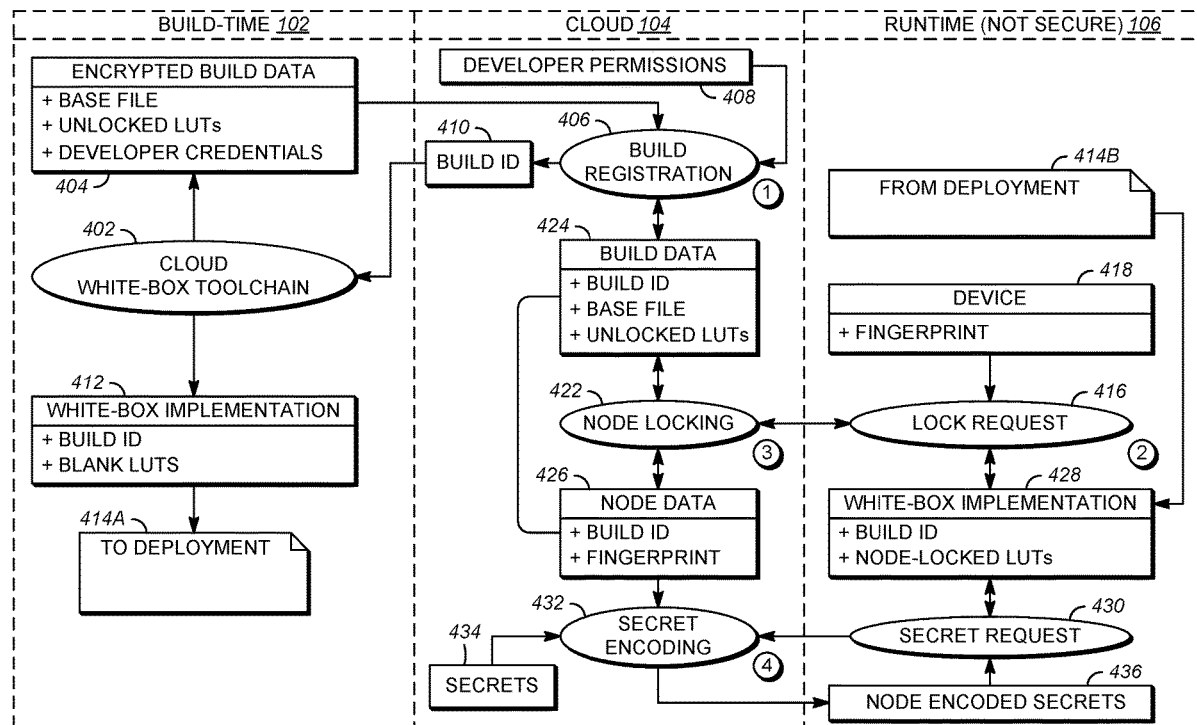 BUILD-TIME 102
ENCRYPTED BUILD DATA
+ BASE FILE
+ UNLOCKED LUTs
+ DEVELOPER CREDENTIALS
404
402
CLOUD
WHITE-BOX TOOLCHAIN
412
WHITE-BOX IMPLEMENTATION
+ BUILD ID
+ BLANK LUTS
414A
TO DEPLOYMENT
CLOUD 104
DEVELOPER PERMISSIONS
408
410
BUILD ID
406
BUILD
REGISTRATION
1
424
BUILD DATA
+ BUILD ID
+ BASE FILE
+ UNLOCKED LUTs
422
NODE LOCKING
3
426
NODE DATA
+ BUILD ID
+ FINGERPRINT
432
SECRET
ENCODING
4
434
SECRETS
RUNTIME (NOT SECURE) 106
414B
FROM DEPLOYMENT
418
DEVICE
+ FINGERPRINT
416
LOCK REQUEST
2
428
WHITE-BOX IMPLEMENTATION
+ BUILD ID
+ NODE-LOCKED LUTs
430
SECRET REQUEST
436
NODE ENCODED SECRETS